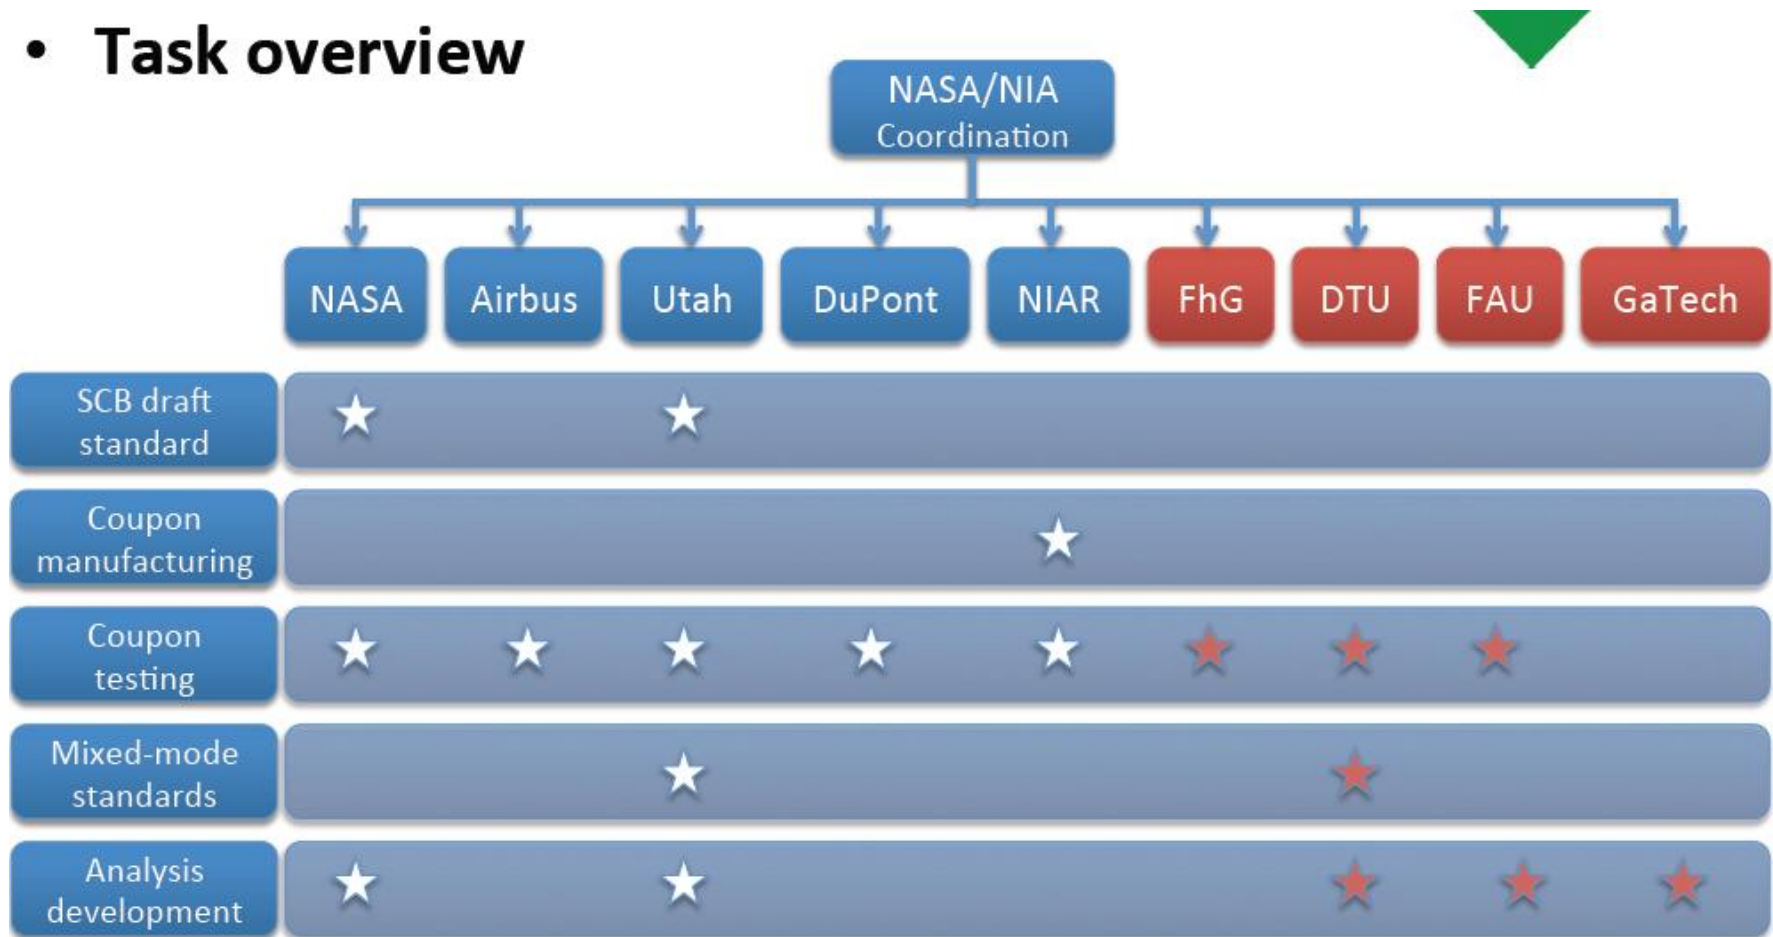 • Task overview
NASA/NIA
Coordination
NASA Airbus Utah DuPont NIAR FhG DTU FAU GaTech
SCB draft
standard
Coupon
manufacturing
Coupon
testing
Mixed-mode
standards
Analysis
development